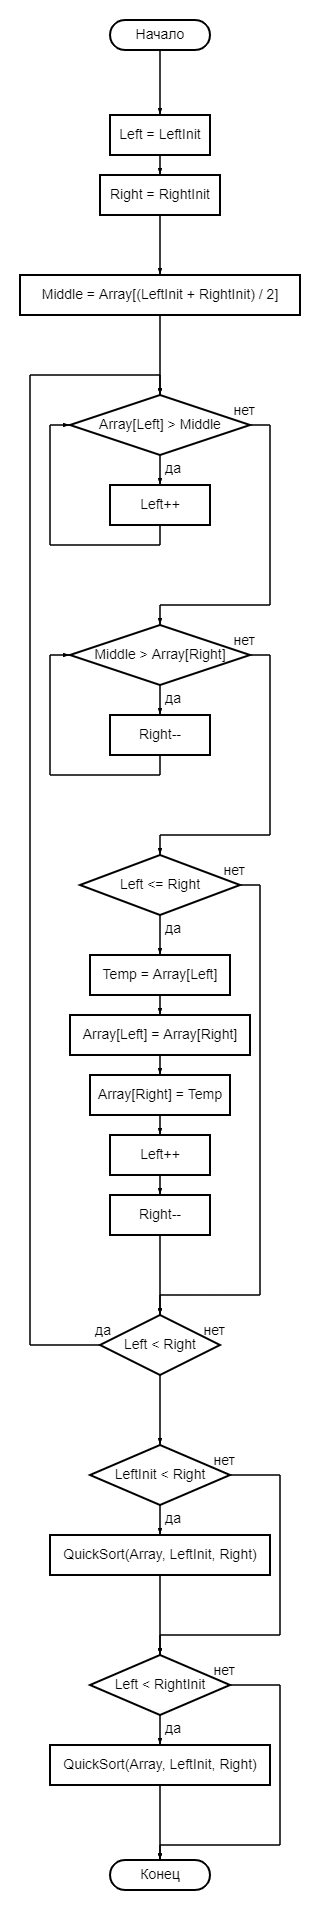 Начало
Left = LeftInit
Right = RightInit
Middle = Array[(LeftInit + RightInit) / 2]
нет
Array[Left] > Middle
да
Left++
нет
Middle > Array[Right]
да
Right--
нет
Left <= Right
да
Temp = Array[Left]
Array[Left] = Array[Right]
Array[Right] = Temp
Left++
Right--
да
нет
Left < Right
нет
LeftInit < Right
да
QuickSort(Array, LeftInit, Right)
нет
Left < RightInit
да
QuickSort(Array, LeftInit, Right)
Конец